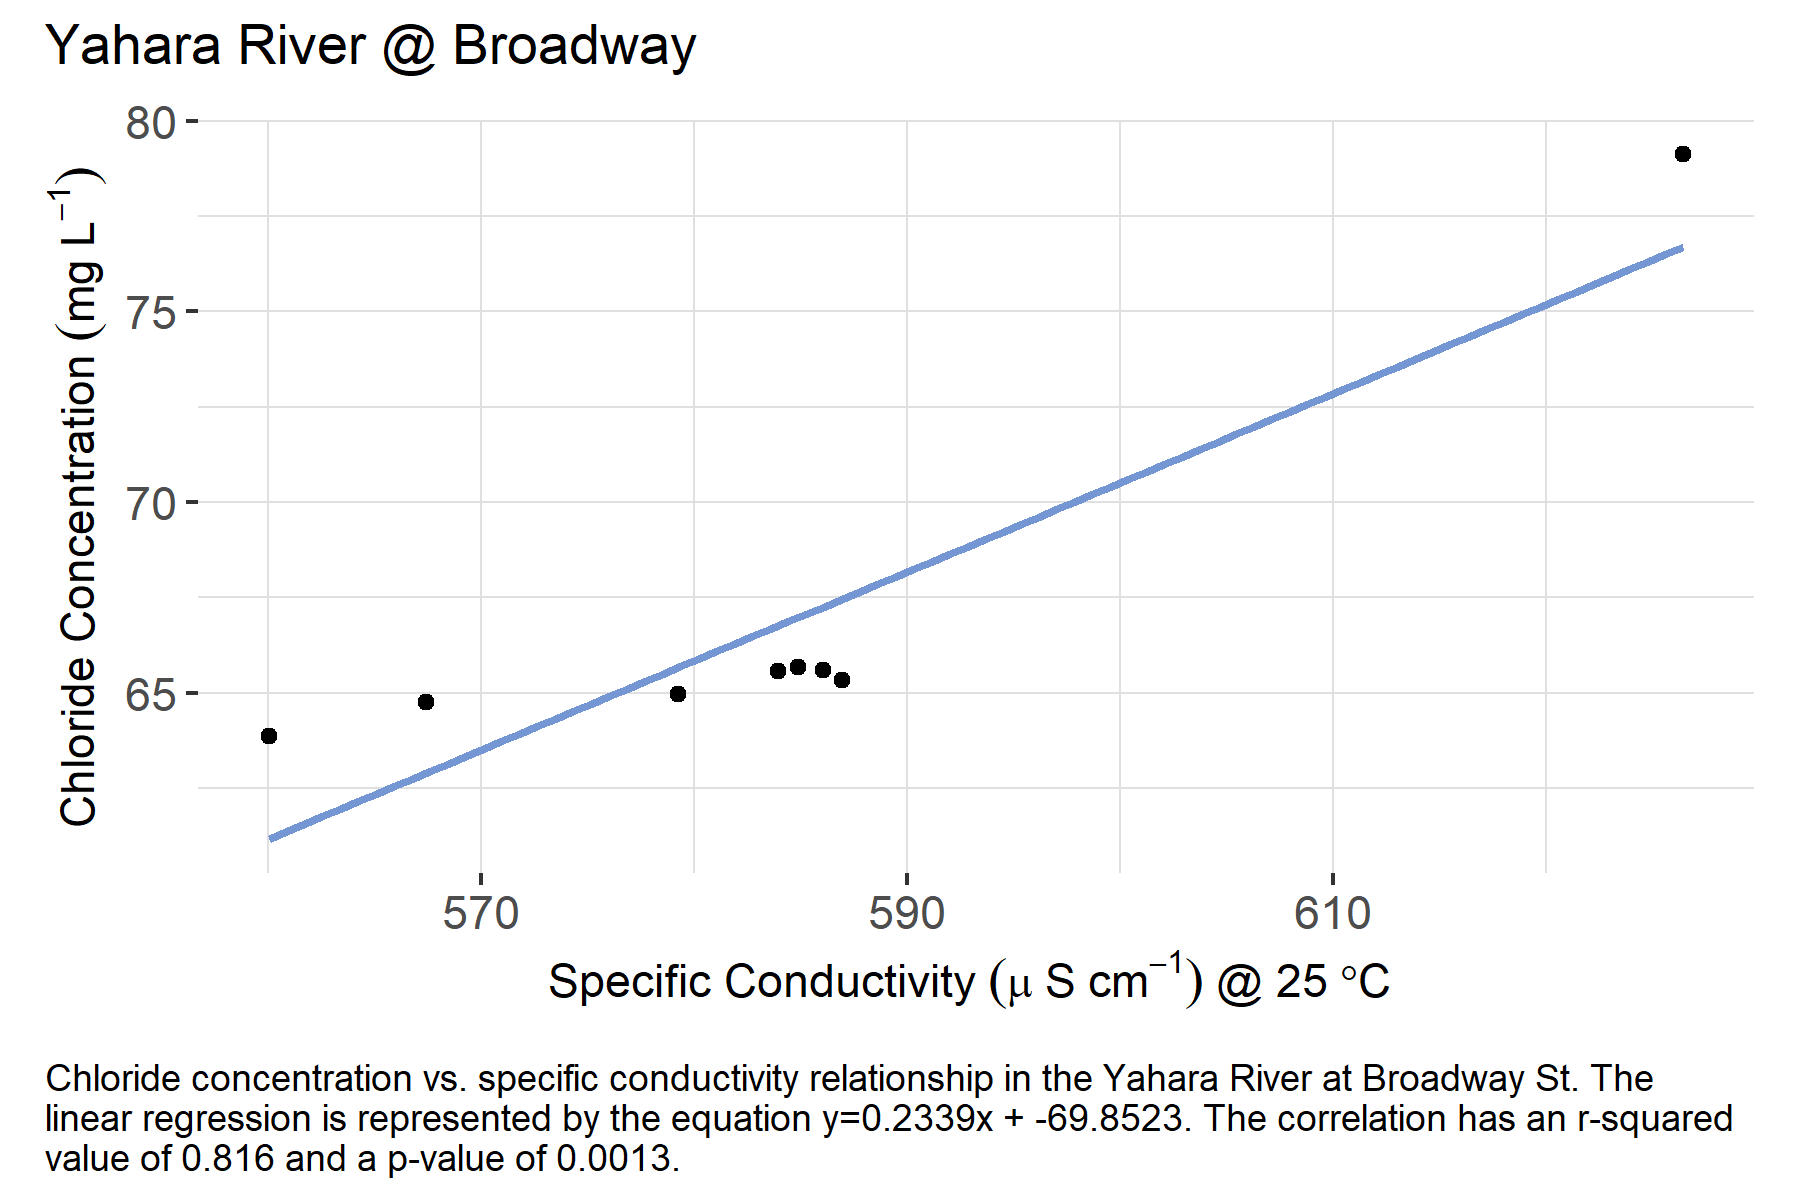 Yahara River @ Broadway
80
75
70
65
Chloride Concentration (mg L⁻¹)
570 590 610
Specific Conductivity (μ S cm⁻¹) @ 25 °C
Chloride concentration vs. specific conductivity relationship in the Yahara River at Broadway St. The
linear regression is represented by the equation y=0.2339x + -69.8523. The correlation has an r-squared
value of 0.816 and a p-value of 0.0013.